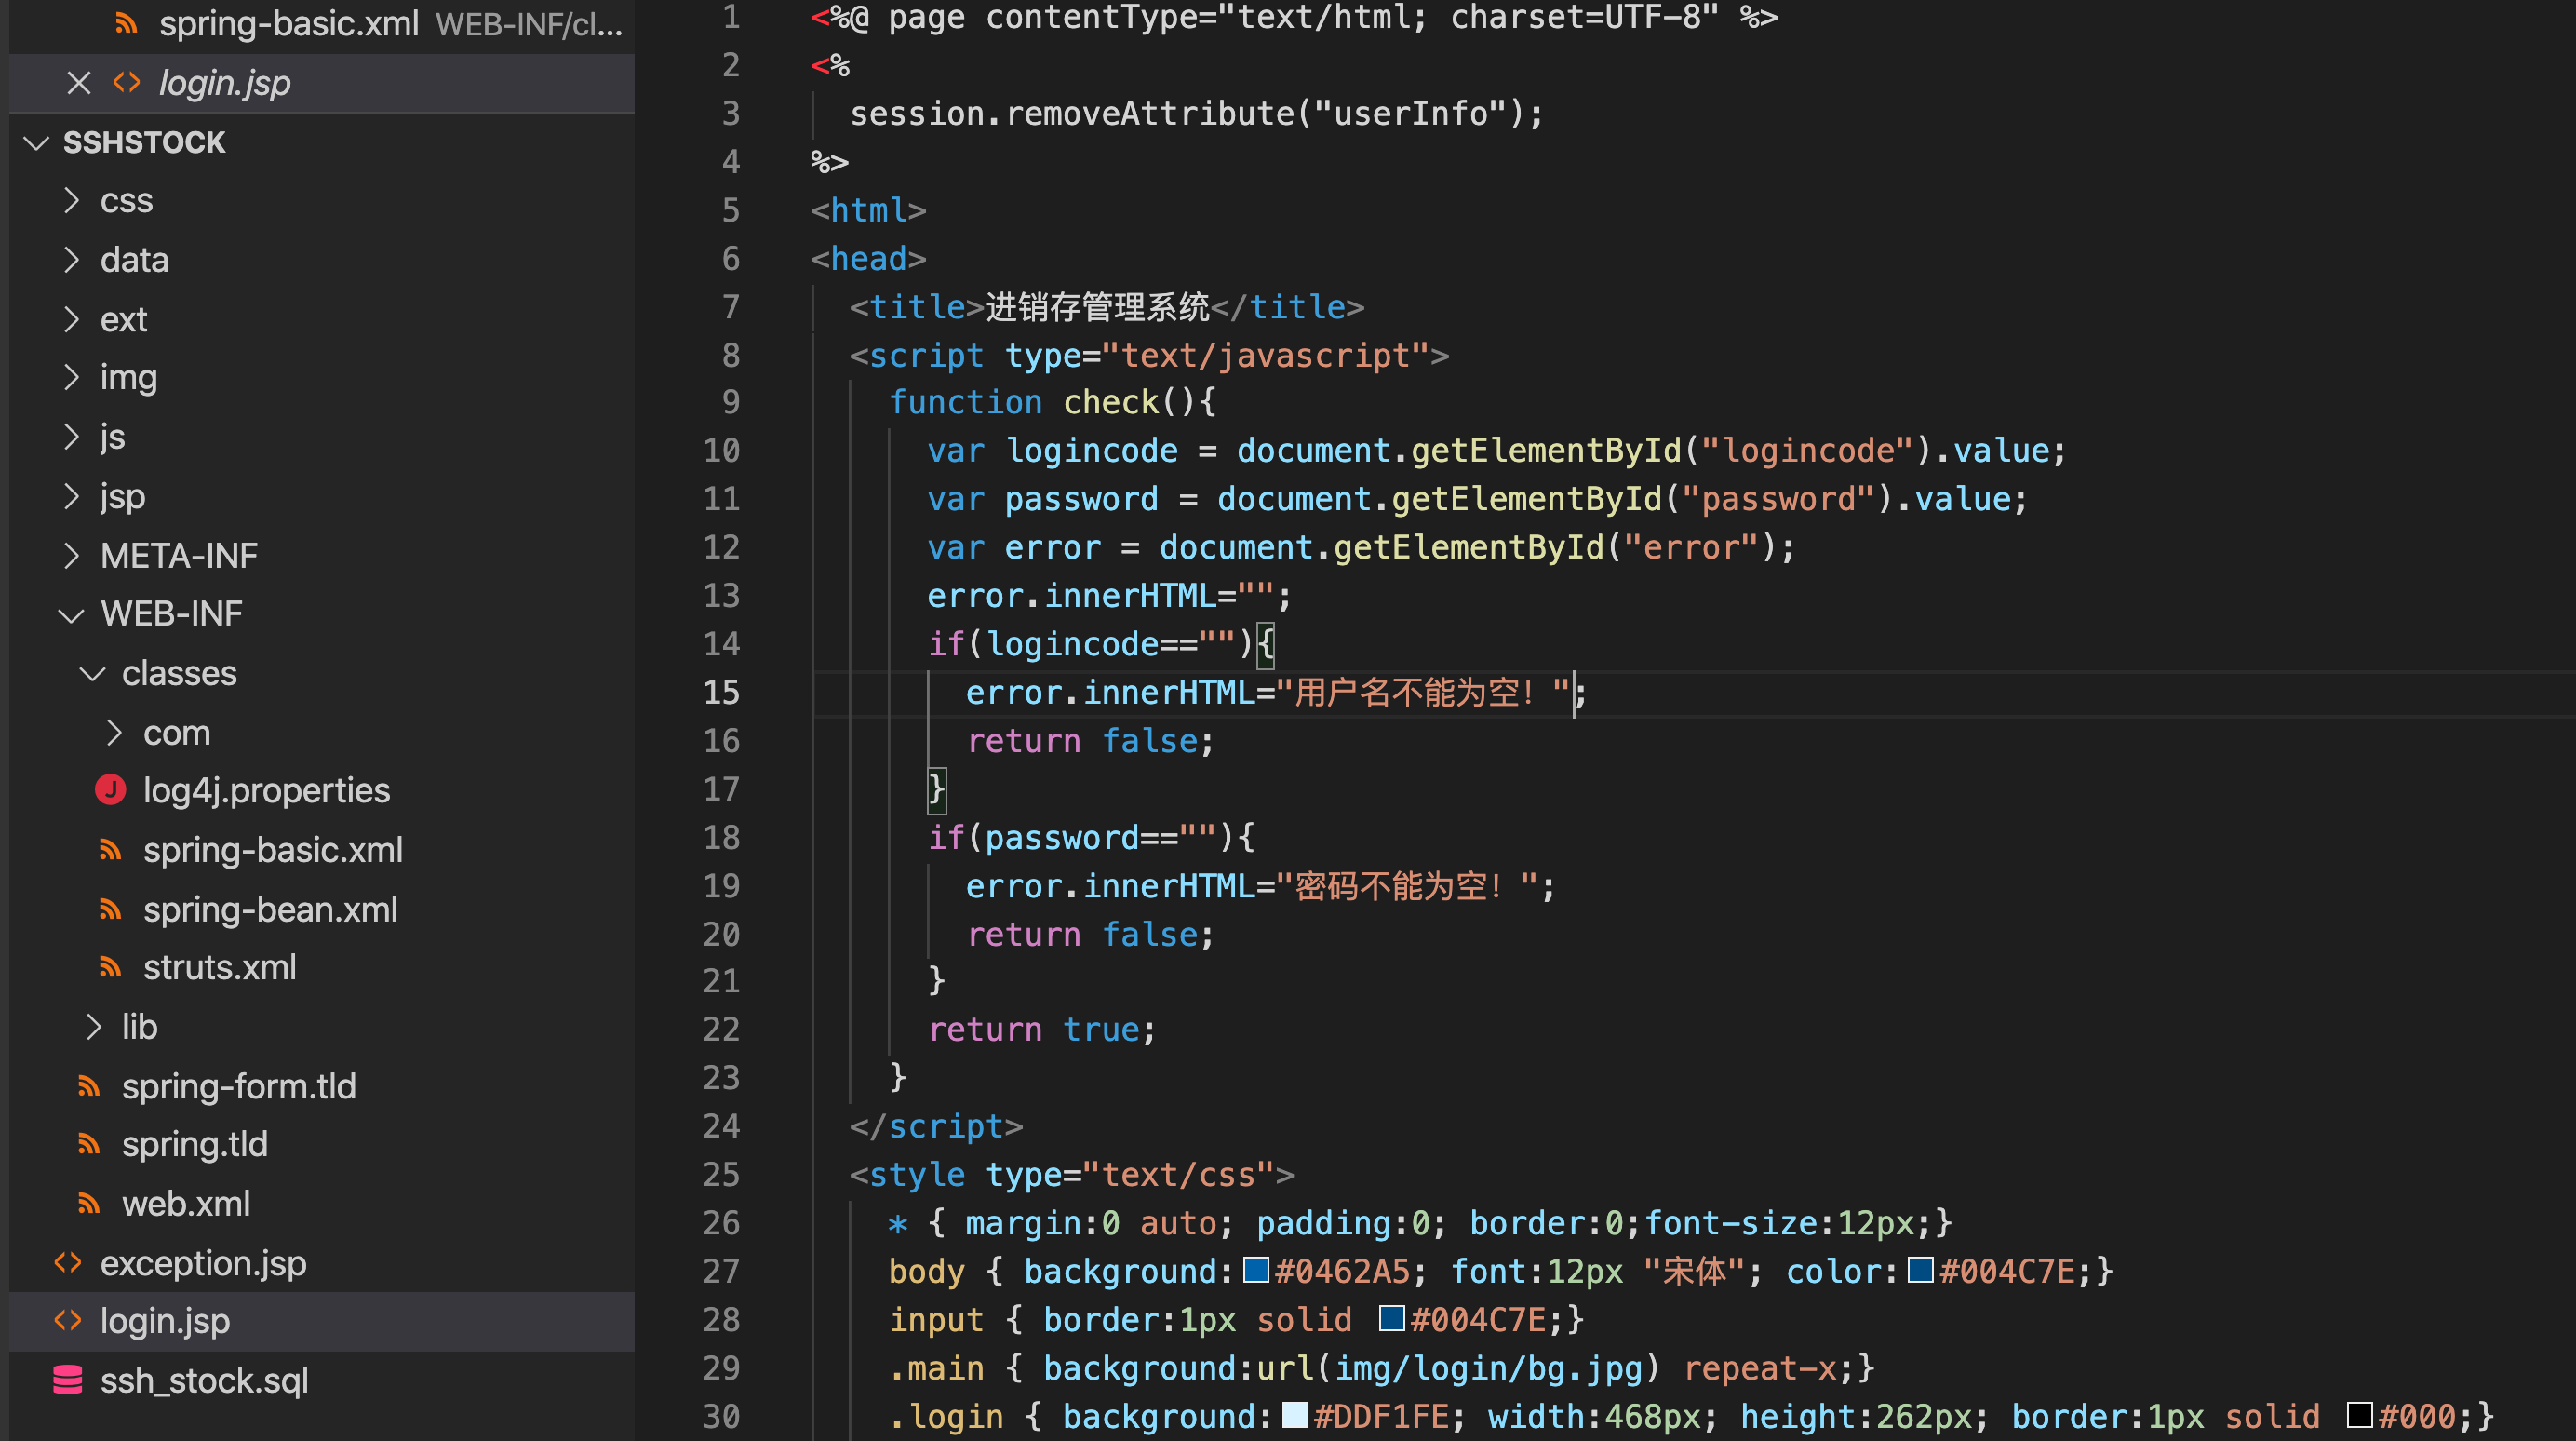 spring-basic.xml WEB-INF/cl...
login.jsp
SSHSTOCK
css
data
ext
img
js
jsp
META-INF
WEB-INF
classes
com
log4j.properties
spring-basic.xml
spring-bean.xml
struts.xml
lib
spring-form.tld
spring.tld
web.xml
exception.jsp
login.jsp
ssh_stock.sql
1 <%@ page contentType="text/html; charset=UTF-8" %>
2 <%
3 session.removeAttribute("userInfo");
4 %>
5 <html>
6 <head>
7 <title>进销存管理系统</title>
8 <script type="text/javascript">
9 function check(){
10 var logincode = document.getElementById("logincode").value;
11 var password = document.getElementById("password").value;
12 var error = document.getElementById("error");
13 error.innerHTML="";
14 if(logincode==""){
15 error.innerHTML="用户名不能为空！";
16 return false;
17 }
18 if(password==""){
19 error.innerHTML="密码不能为空！";
20 return false;
21 }
22 return true;
23 }
24 </script>
25 <style type="text/css">
26 * { margin:0 auto; padding:0; border:0;font-size:12px;}
27 body { background:#0462A5; font:12px "宋体"; color:#004C7E;}
28 input { border:1px solid #004C7E;}
29 .main { background:url(img/login/bg.jpg) repeat-x;}
30 .login { background:#DDF1FE; width:468px; height:262px; border:1px solid #000;}